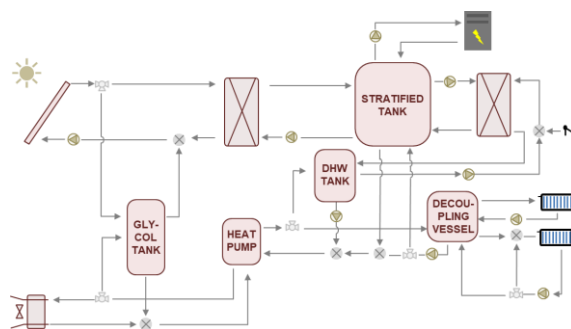 STRATIFIED
TANK
DHW
TANK
DECOU-
PLING
VESSEL
GLY-
COL
TANK
HEAT
PUMP